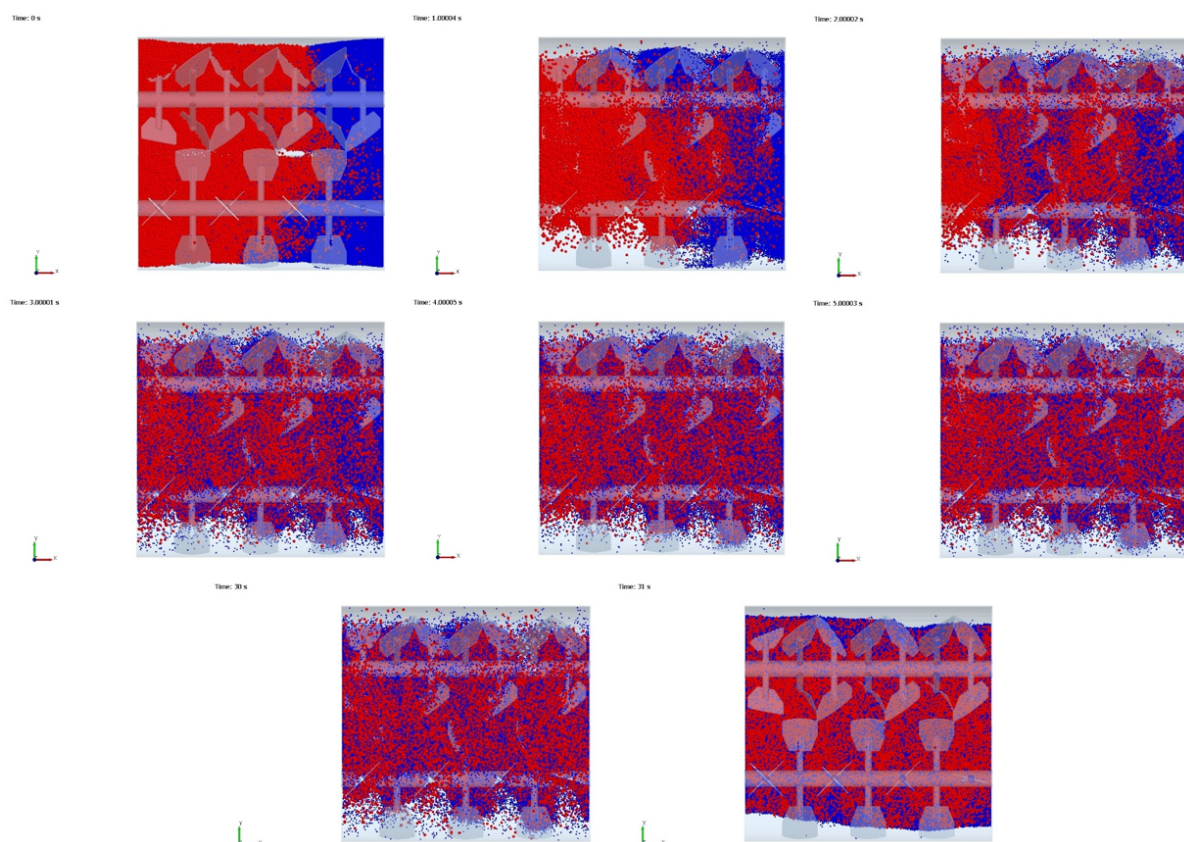 Time: 0 s
Time: 1.00004 s
Time: 2.00002 s
Y
X
Y
X
Y
X
Time: 3.00001 s
Time: 4.00005 s
Time: 5.00003 s
Y
X
Y
X
Y
X
Time: 30 s
Time: 31 s
Y
Y